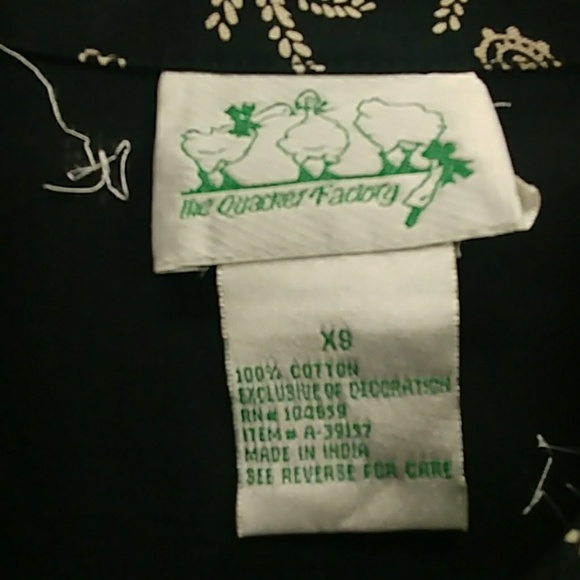 The Quacker Factory
XS
100% COTTON
EXCLUSIVE OF DECORATION
RN# 104959
ITEM# A-39157
MADE IN INDIA
SEE REVERSE FOR CARE